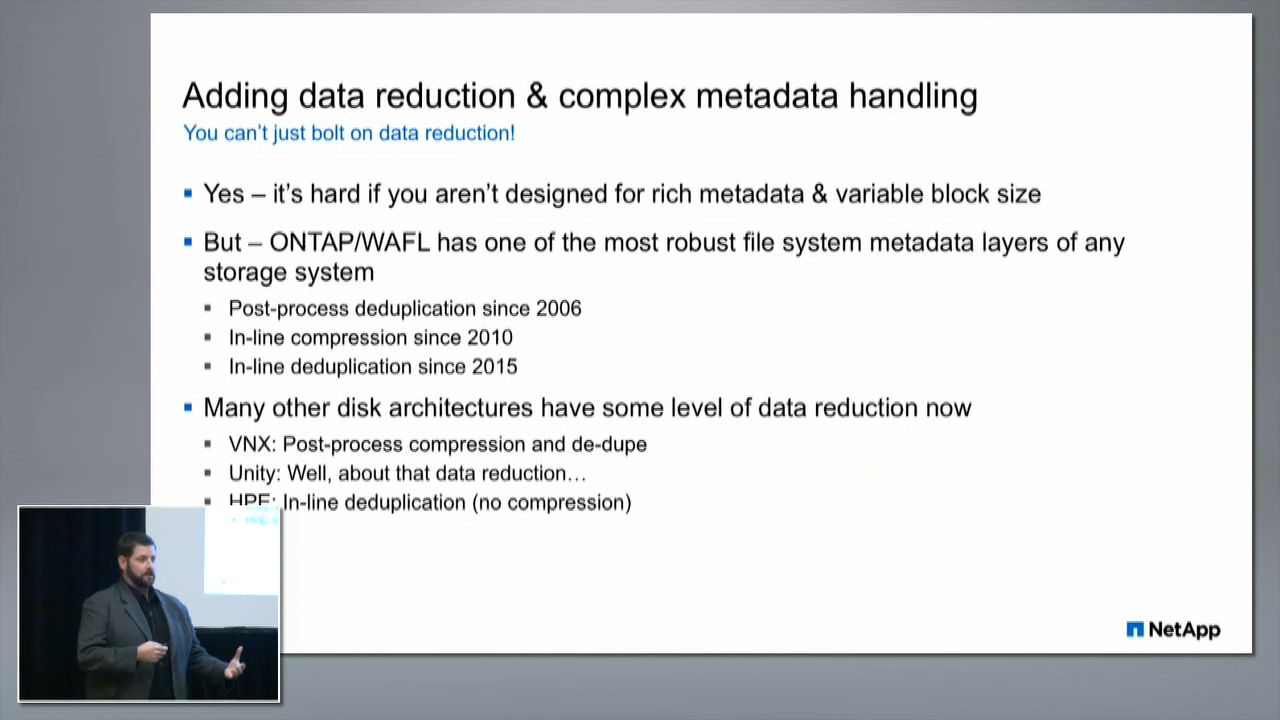 Adding data reduction & complex metadata handling
You can't just bolt on data reduction!
Yes – it's hard if you aren't designed for rich metadata & variable block size
But – ONTAP/WAFL has one of the most robust file system metadata layers of any
storage system
Post-process deduplication since 2006
In-line compression since 2010
In-line deduplication since 2015
Many other disk architectures have some level of data reduction now
VNX: Post-process compression and de-dupe
Unity: Well, about that data reduction…
HPE: In-line deduplication (no compression)
NetApp